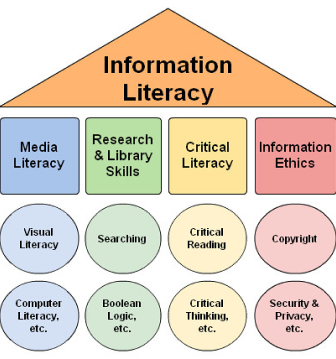 Information
Literacy
Media
Literacy
Research
& Library
Skills
Critical
Literacy
Information
Ethics
Visual
Literacy
Searching
Critical
Reading
Copyright
Computer
Literacy,
etc.
Boolean
Logic,
etc.
Critical
Thinking,
etc.
Security &
Privacy,
etc.